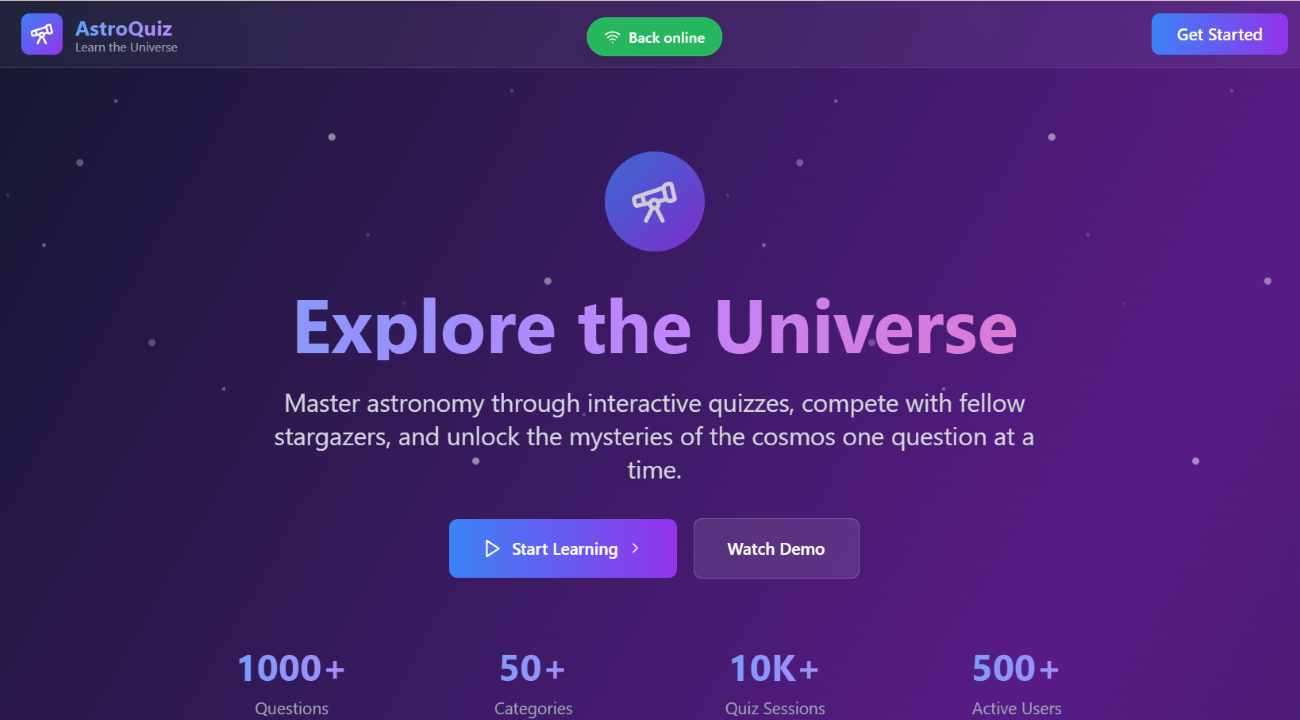 AstroQuiz
Learn the Universe
Back online
Get Started
Explore the Universe
Master astronomy through interactive quizzes, compete with fellow
stargazers, and unlock the mysteries of the cosmos one question at a
time.
Start Learning
Watch Demo
1000+
50+
10K+
500+
Questions
Categories
Quiz Sessions
Active Users